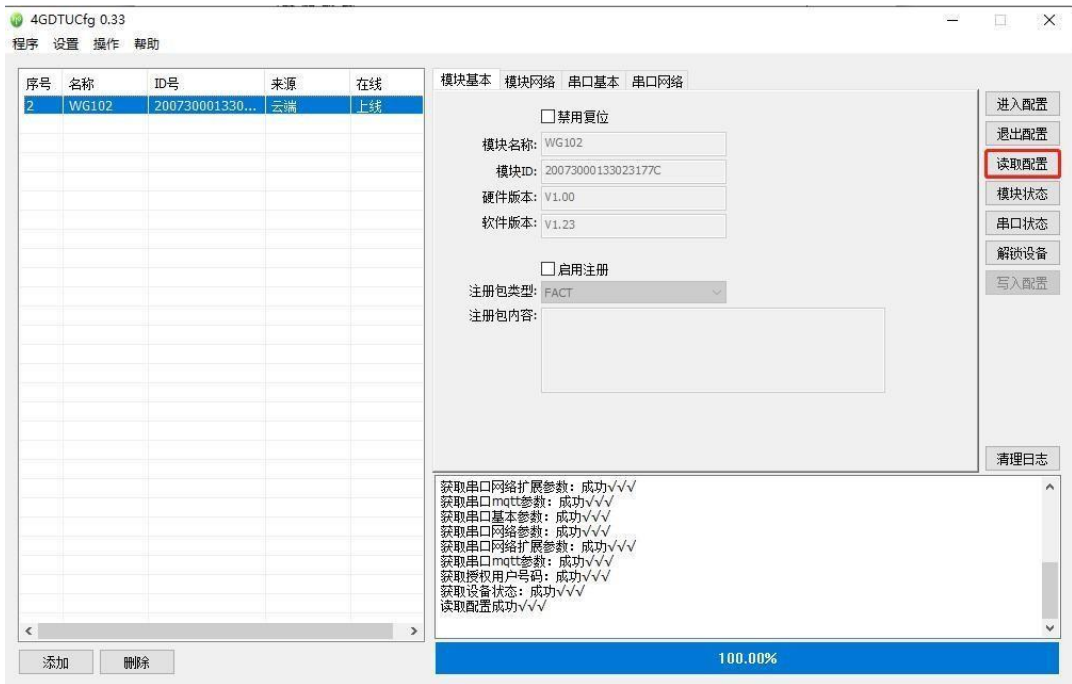 4GDTUCfg 0.33
程序 设置 操作 帮助
序号 名称 ID号 来源 在线
2 WG102 200730001330... 云端 上线
模块基本 模块网络 串口基本 串口网络
禁用复位
模块名称: WG102
模块ID: 20073000133023177C
硬件版本: V1.00
软件版本: V1.23
启用注册
注册包类型: FACT
注册包内容:
进入配置
退出配置
读取配置
模块状态
串口状态
解锁设备
写入配置
清理日志
获取串口网络扩展参数: 成功√√√
获取串口mqtt参数: 成功√√√
获取串口基本参数: 成功√√√
获取串口网络参数: 成功√√√
获取串口网络扩展参数: 成功√√√
获取串口mqtt参数: 成功√√√
获取授权用户号码: 成功√√√
获取设备状态: 成功√√√
读取配置成功√√√
添加 删除
100.00%